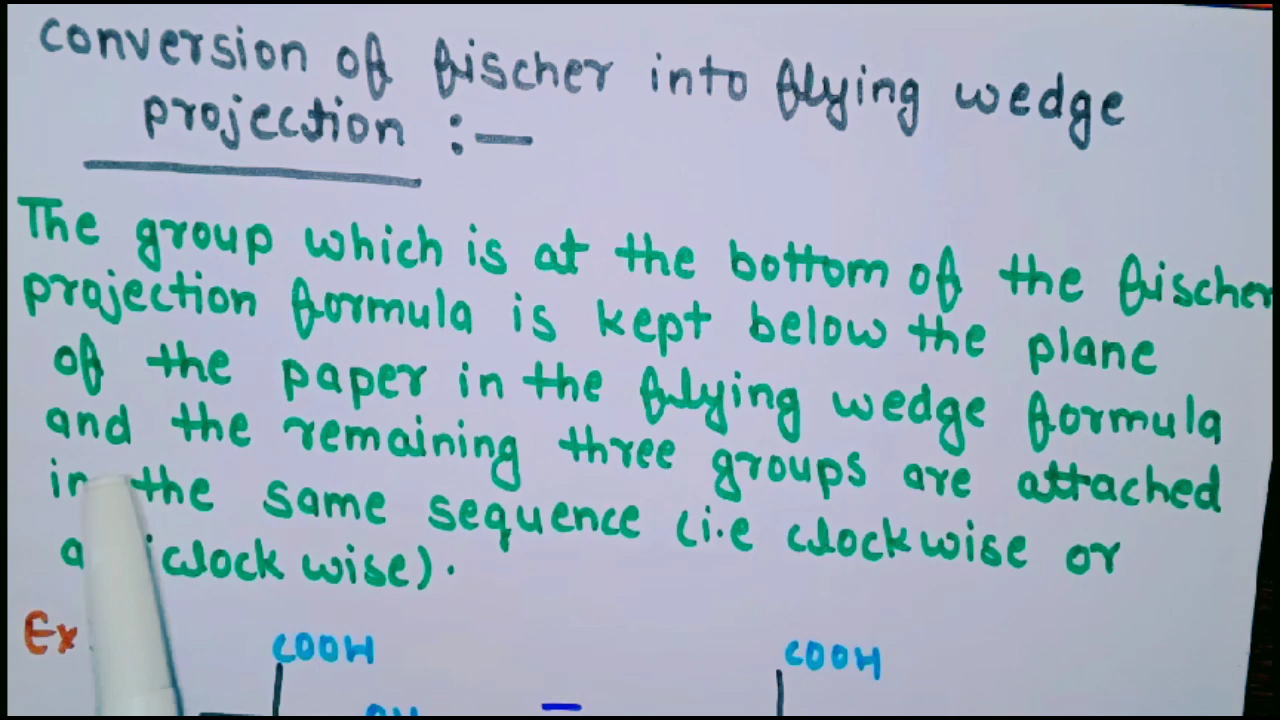 conversion of fischer into flying wedge
projection :—
The group which is at the bottom of the fischer
projection formula is kept below the plane
of the paper in the flying wedge formula
and the remaining three groups are attached
in the same sequence (i.e clockwise or
clockwise).
Ex
COOH COOH